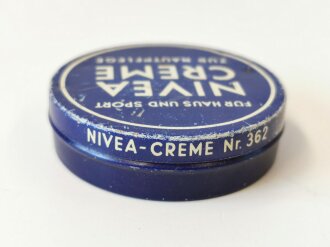 FÜR HAUS UND SPORT
NIVEA
CREME
ZUR HAUTPFLEGE
NIVEA-CREME Nr. 362